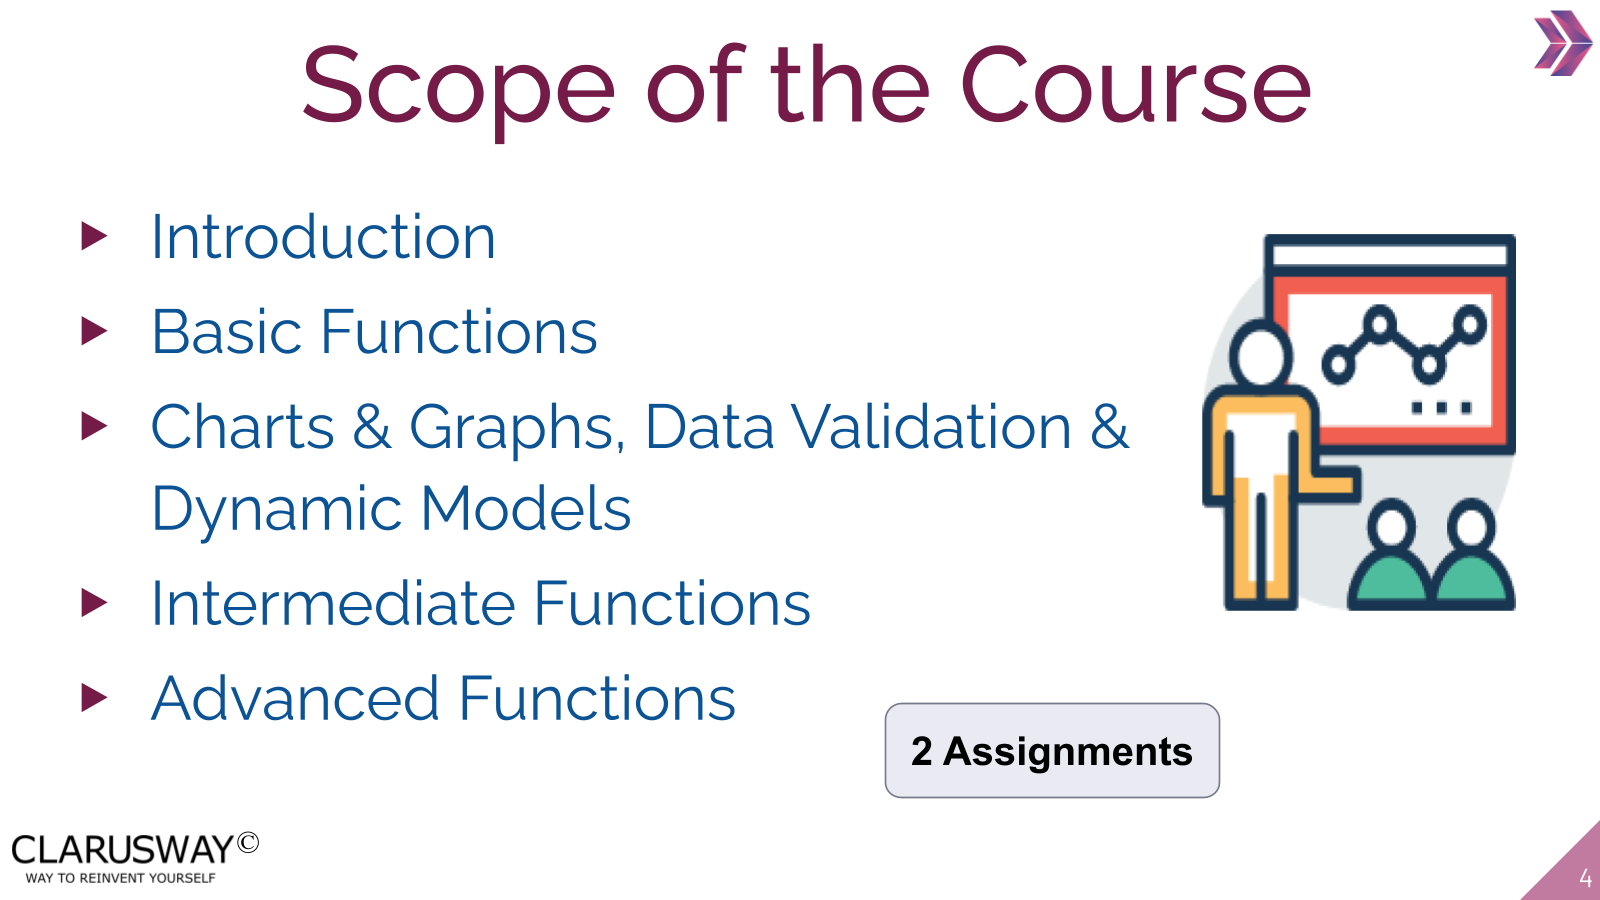 Scope of the Course
Introduction
Basic Functions
Charts & Graphs, Data Validation &
Dynamic Models
Intermediate Functions
Advanced Functions
2 Assignments
CLARUSWAY©
WAY TO REINVENT YOURSELF
4